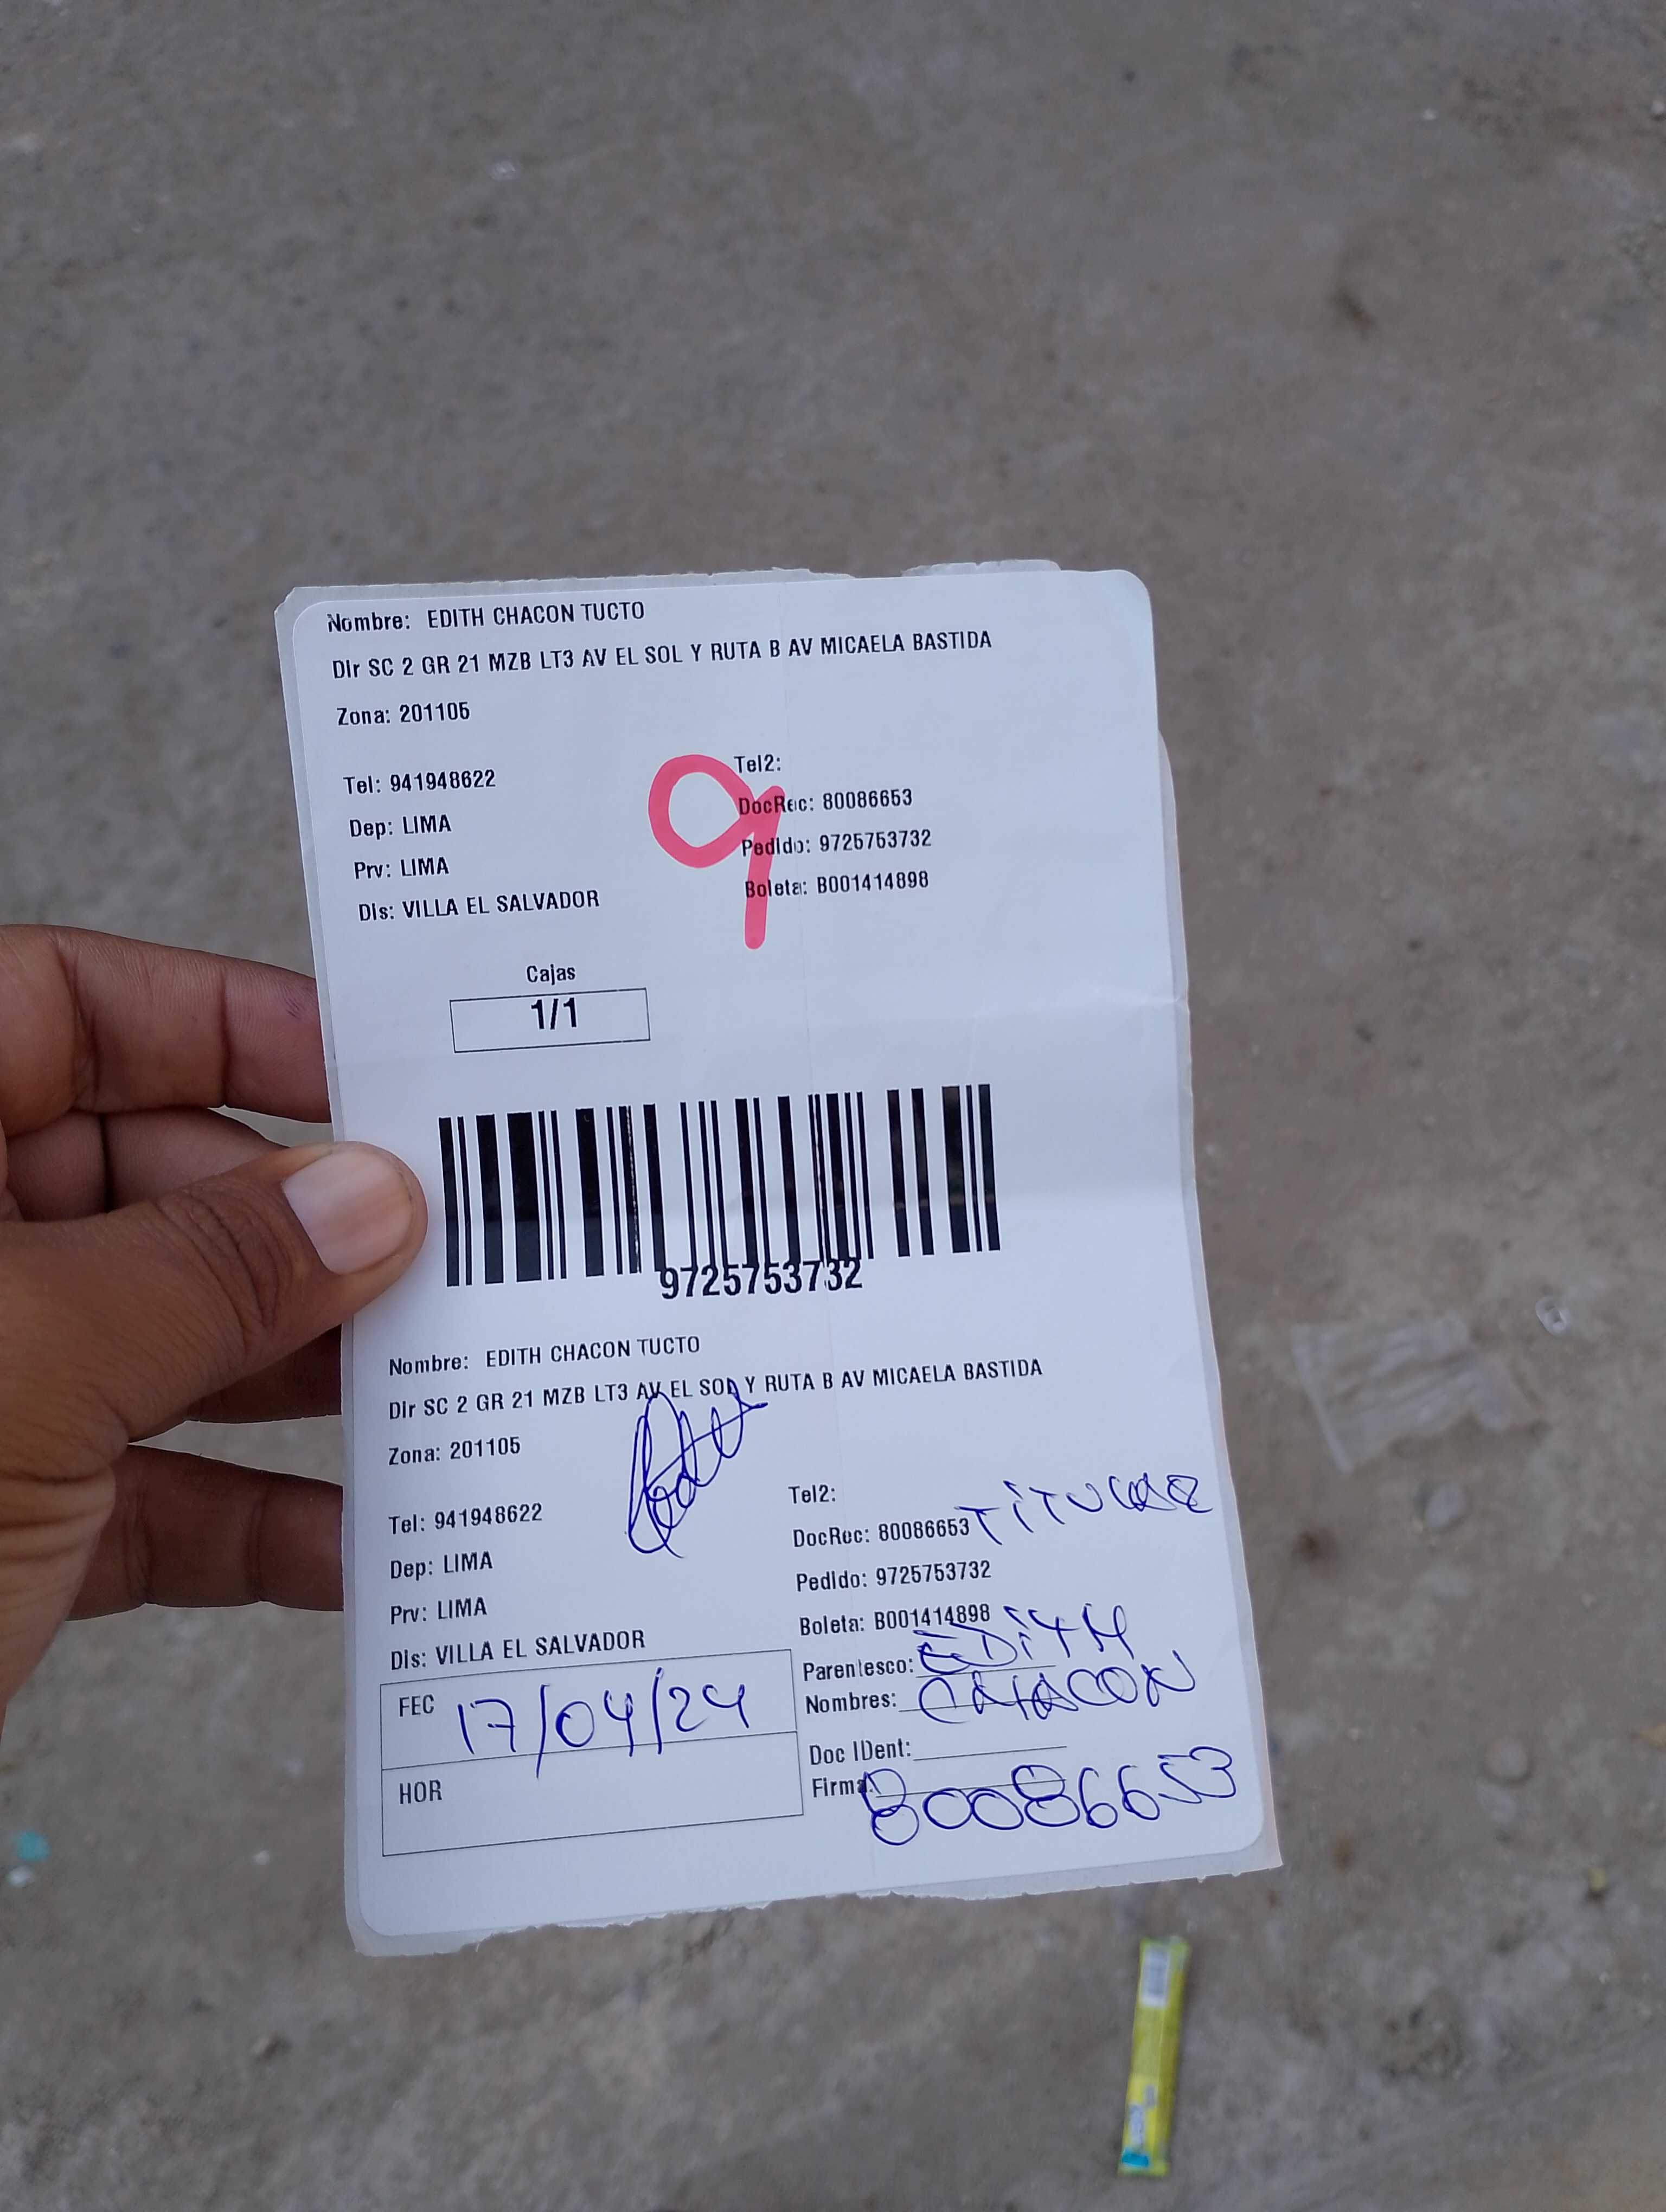 Nombre: EDITH CHACON TUCTO
Dir SC 2 GR 21 MZB LT3 AV EL SOL Y RUTA B AV MICAELA BASTIDA
Zona: 201105
Tel: 941948622
Dep: LIMA
Prv: LIMA
Dis: VILLA EL SALVADOR
Tel2:
DocRec: 80086653
Pedido: 9725753732
Boleta: B001414898
9
Cajas
1/1
9725753732
Nombre: EDITH CHACON TUCTO
Dir SC 2 GR 21 MZB LT3 AV EL SOL Y RUTA B AV MICAELA BASTIDA
Zona: 201105
Tel: 941948622
Dep: LIMA
Prv: LIMA
Dis: VILLA EL SALVADOR
Tel2:
DocRec: 80086653 TITULAR
Pedido: 9725753732
Boleta: B001414898
Parentesco: EDITH
Nombres: CHACON
Doc IDent:
Firma: 80086653
FEC 17/04/24
HOR